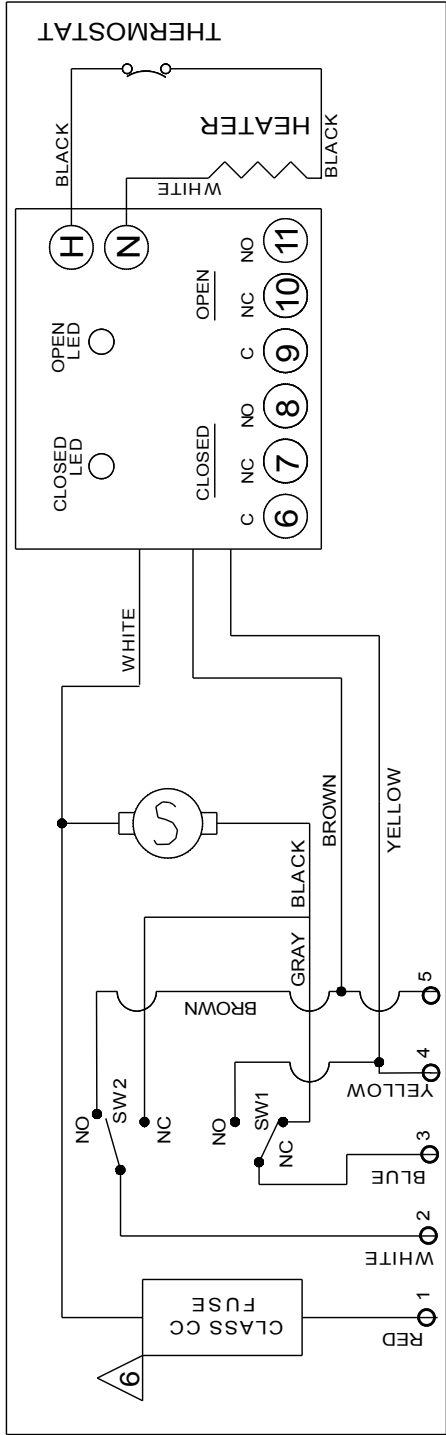 THERMOSTAT
BLACK
HEATER
BLACK
WHITE
H
N
OPEN
LED
CLOSED
LED
OPEN
CLOSED
NO
NC
C
NO
NC
C
11
10
9
8
7
6
WHITE
S
BLACK
GRAY
BROWN
YELLOW
BROWN
NO
SW2
NC
NO
SW1
NC
5
4
3
2
1
YELLOW
BLUE
WHITE
RED
CLASS CC
FUSE
6